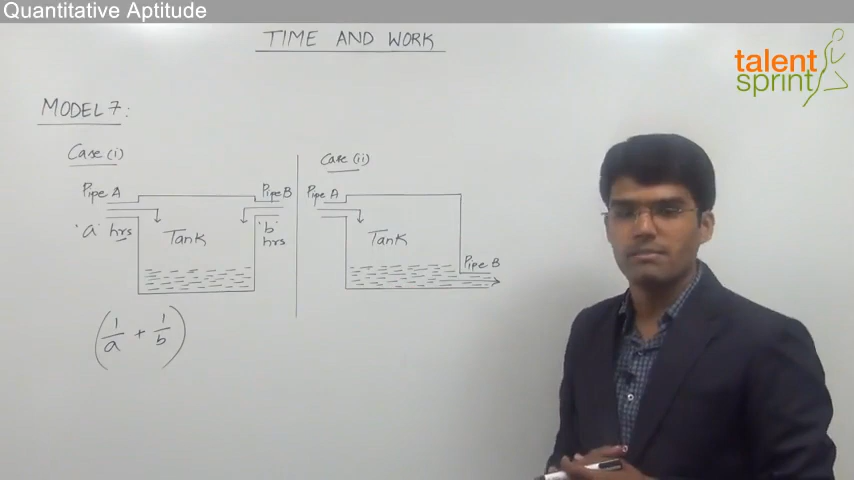 Quantitative Aptitude
TIME AND WORK
talent
sprint
MODEL 7:
Case (i)
Pipe A
Pipe B
'a' hrs
'b'
hrs
Tank
(1/a + 1/b)
Case (ii)
Pipe A
Tank
Pipe B